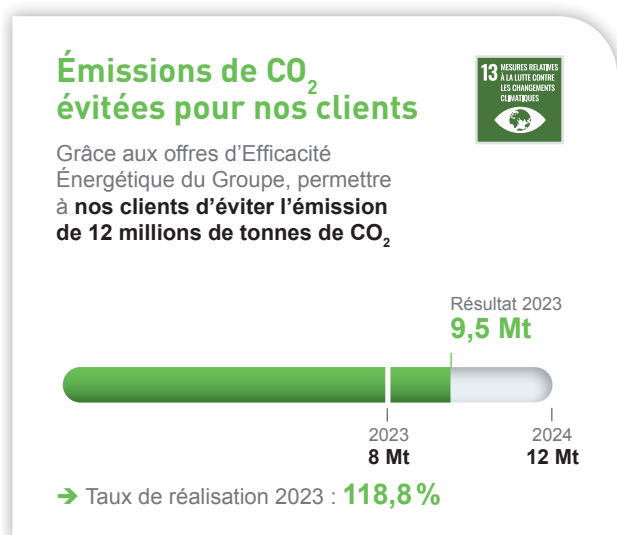 Émissions de CO₂
évitées pour nos clients
13 MESURES RELATIVES
À LA LUTTE CONTRE
LES CHANGEMENTS
CLIMATIQUES
Grâce aux offres d'Efficacité
Énergétique du Groupe, permettre
à nos clients d'éviter l'émission
de 12 millions de tonnes de CO₂
Résultat 2023
9,5 Mt
2023
8 Mt
2024
12 Mt
➔ Taux de réalisation 2023 : 118,8 %